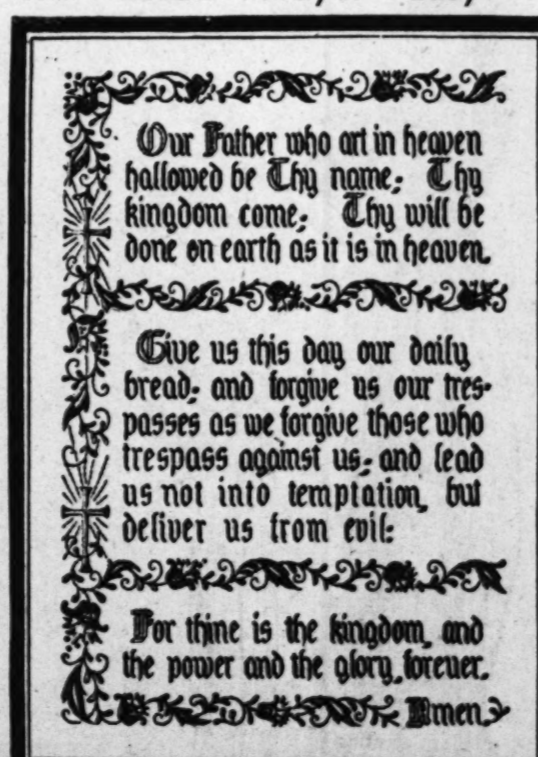 Our Father who art in heaven
hallowed be Thy name; Thy
kingdom come; Thy will be
done on earth as it is in heaven.
Give us this day our daily
bread; and forgive us our tres-
passes as we forgive those who
trespass against us; and lead
us not into temptation, but
deliver us from evil:
For thine is the kingdom, and
the power and the glory, forever.
Amen.